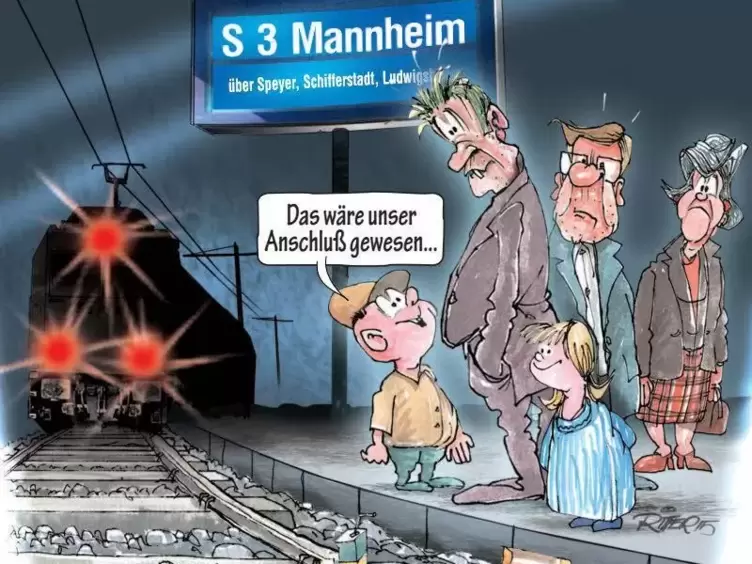 S 3 Mannheim
über Speyer, Schifferstadt, Ludwigs
Das wäre unser
Anschluß gewesen...